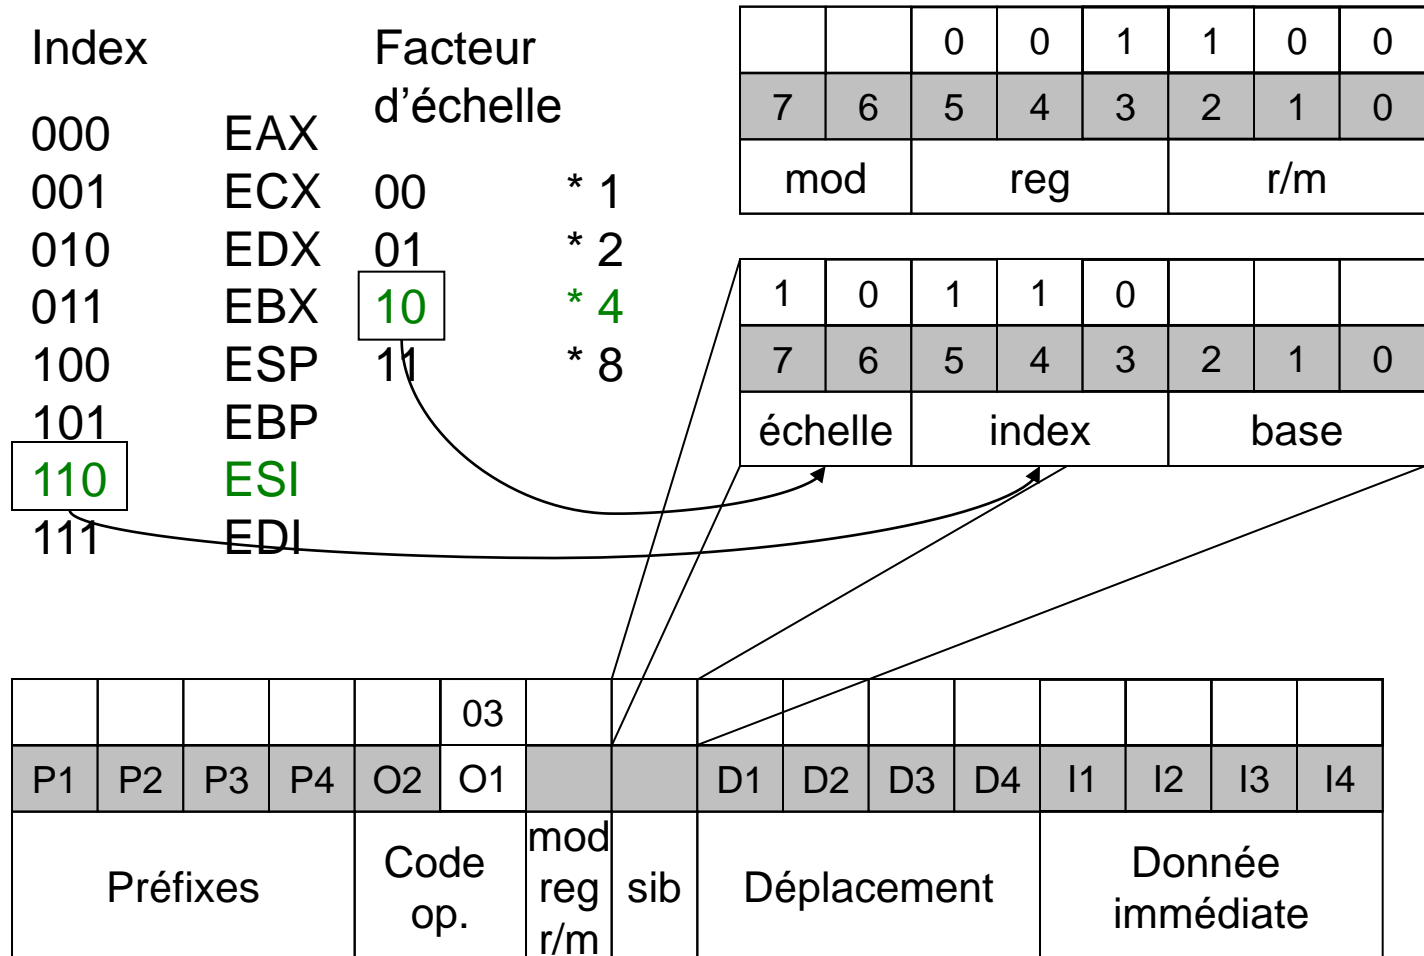 Index Facteur d'échelle
000 EAX
001 ECX 00 * 1
010 EDX 01 * 2
011 EBX 10 * 4
100 ESP 11 * 8
101 EBP
110 ESI
111 EDI
0 0 1 1 0 0
7 6 5 4 3 2 1 0
mod reg r/m
1 0 1 1 0
7 6 5 4 3 2 1 0
échelle index base
03
P1 P2 P3 P4 O2 O1 D1 D2 D3 D4 I1 I2 I3 I4
Préfixes Code op. mod reg r/m sib Déplacement Donnée immédiate